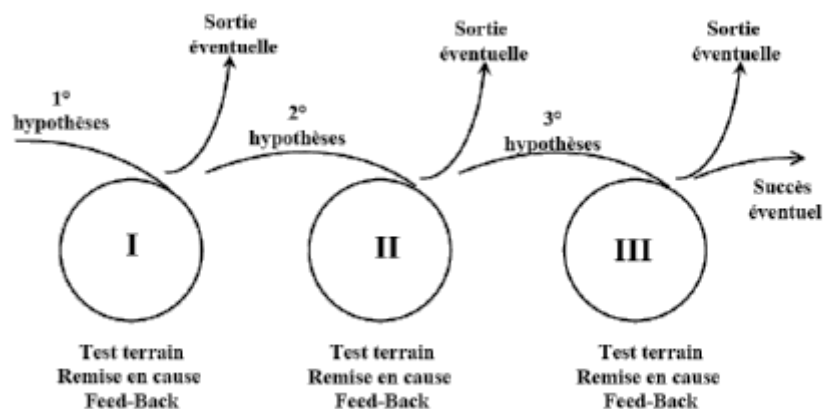 Sortie
éventuelle
Sortie
éventuelle
Sortie
éventuelle
1°
hypothèses
2°
hypothèses
3°
hypothèses
Succès
éventuel
I
II
III
Test terrain
Remise en cause
Feed-Back
Test terrain
Remise en cause
Feed-Back
Test terrain
Remise en cause
Feed-Back